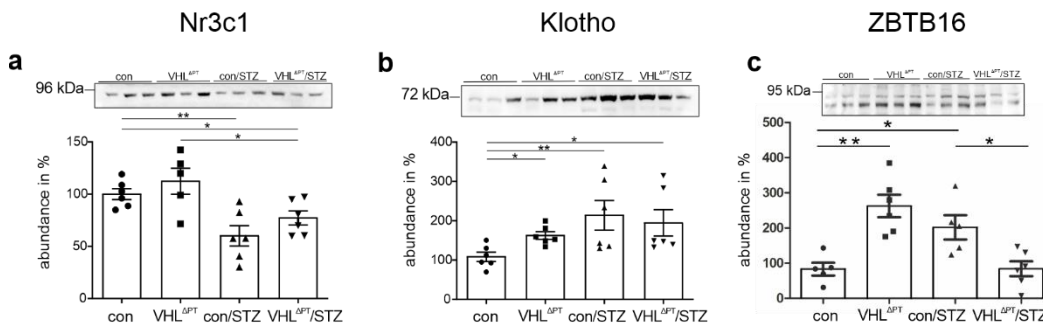 Nr3c1
Klotho
ZBTB16
a
con VHL^ΔPT con/STZ VHL^ΔPT/STZ
96 kDa
** 
*
*
abundance in %
150
100
50
0
con VHL^ΔPT con/STZ VHL^ΔPT/STZ
b
con VHL^ΔPT con/STZ VHL^ΔPT/STZ
72 kDa
*
**
*
abundance in %
400
300
200
100
0
con VHL^ΔPT con/STZ VHL^ΔPT/STZ
c
con VHL^ΔPT con/STZ VHL^ΔPT/STZ
95 kDa
*
** *
abundance in %
500
400
300
200
100
0
con VHL^ΔPT con/STZ VHL^ΔPT/STZ